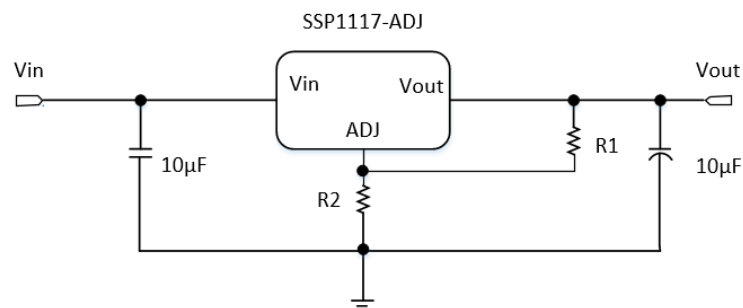 SSP1117-ADJ
Vin
Vin
Vout
Vout
ADJ
10µF
R1
10µF
R2